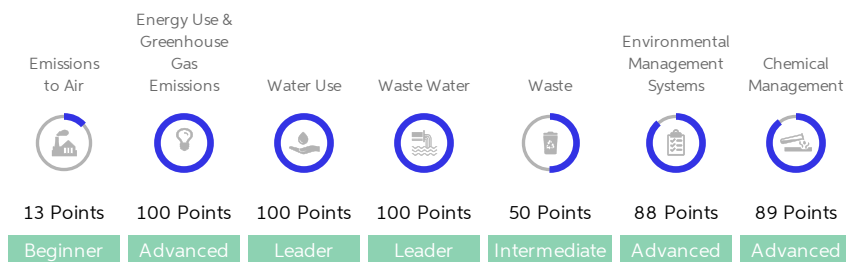 Emissions
to Air
13 Points
Beginner
Energy Use &
Greenhouse
Gas
Emissions
100 Points
Advanced
Water Use
100 Points
Leader
Waste Water
100 Points
Leader
Waste
50 Points
Intermediate
Environmental
Management
Systems
88 Points
Advanced
Chemical
Management
89 Points
Advanced